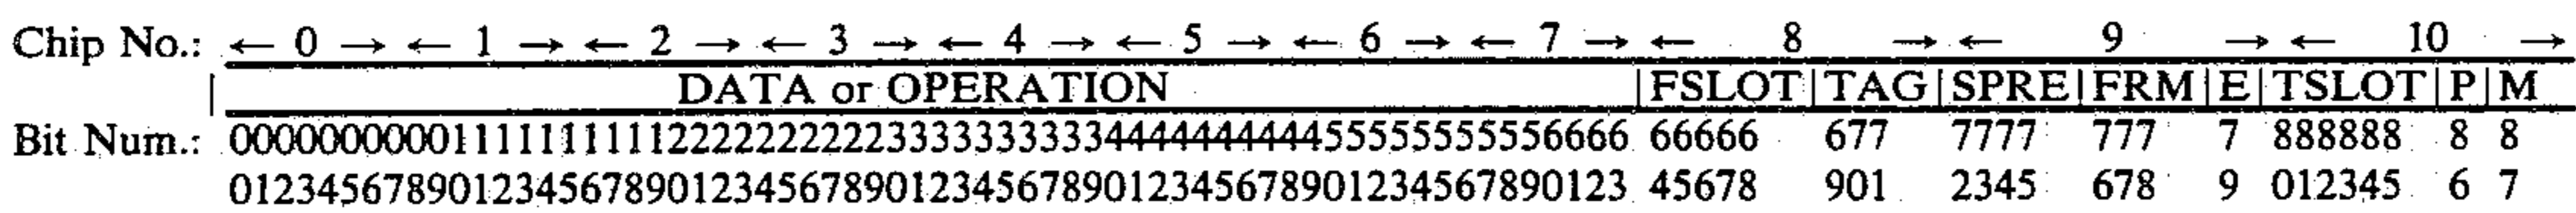 Chip No.: ← 0 → ← 1 → ← 2 → ← 3 → ← 4 → ← 5 → ← 6 → ← 7 → ← 8 → ← 9 → ← 10 →
| DATA or OPERATION |FSLOT|TAG|SPRE|FRM|E|TSLOT|P|M
Bit Num.: 0000000000111111111122222222223333333333444444444455555555556666 66666 677 7777 777 7 888888 8 8
0123456789012345678901234567890123456789012345678901234567890123 45678 901 2345 678 9 012345 6 7